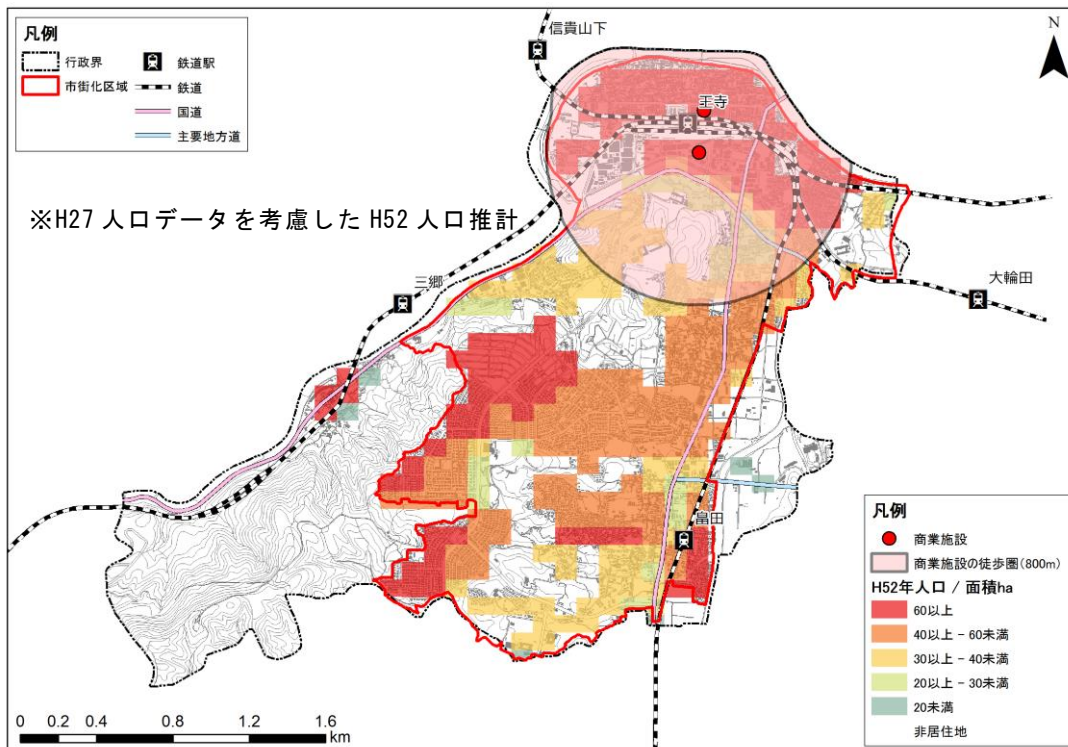 凡例
行政界
鉄道駅
市街化区域
鉄道
国道
主要地方道
信貴山下
N
王寺
※H27 人口データを考慮した H52 人口推計
三郷
大輪田
畠田
凡例
商業施設
商業施設の徒歩圏(800m)
H52年人口 / 面積ha
60以上
40以上 - 60未満
30以上 - 40未満
20以上 - 30未満
20未満
非居住地
0 0.2 0.4 0.8 1.2 1.6
km